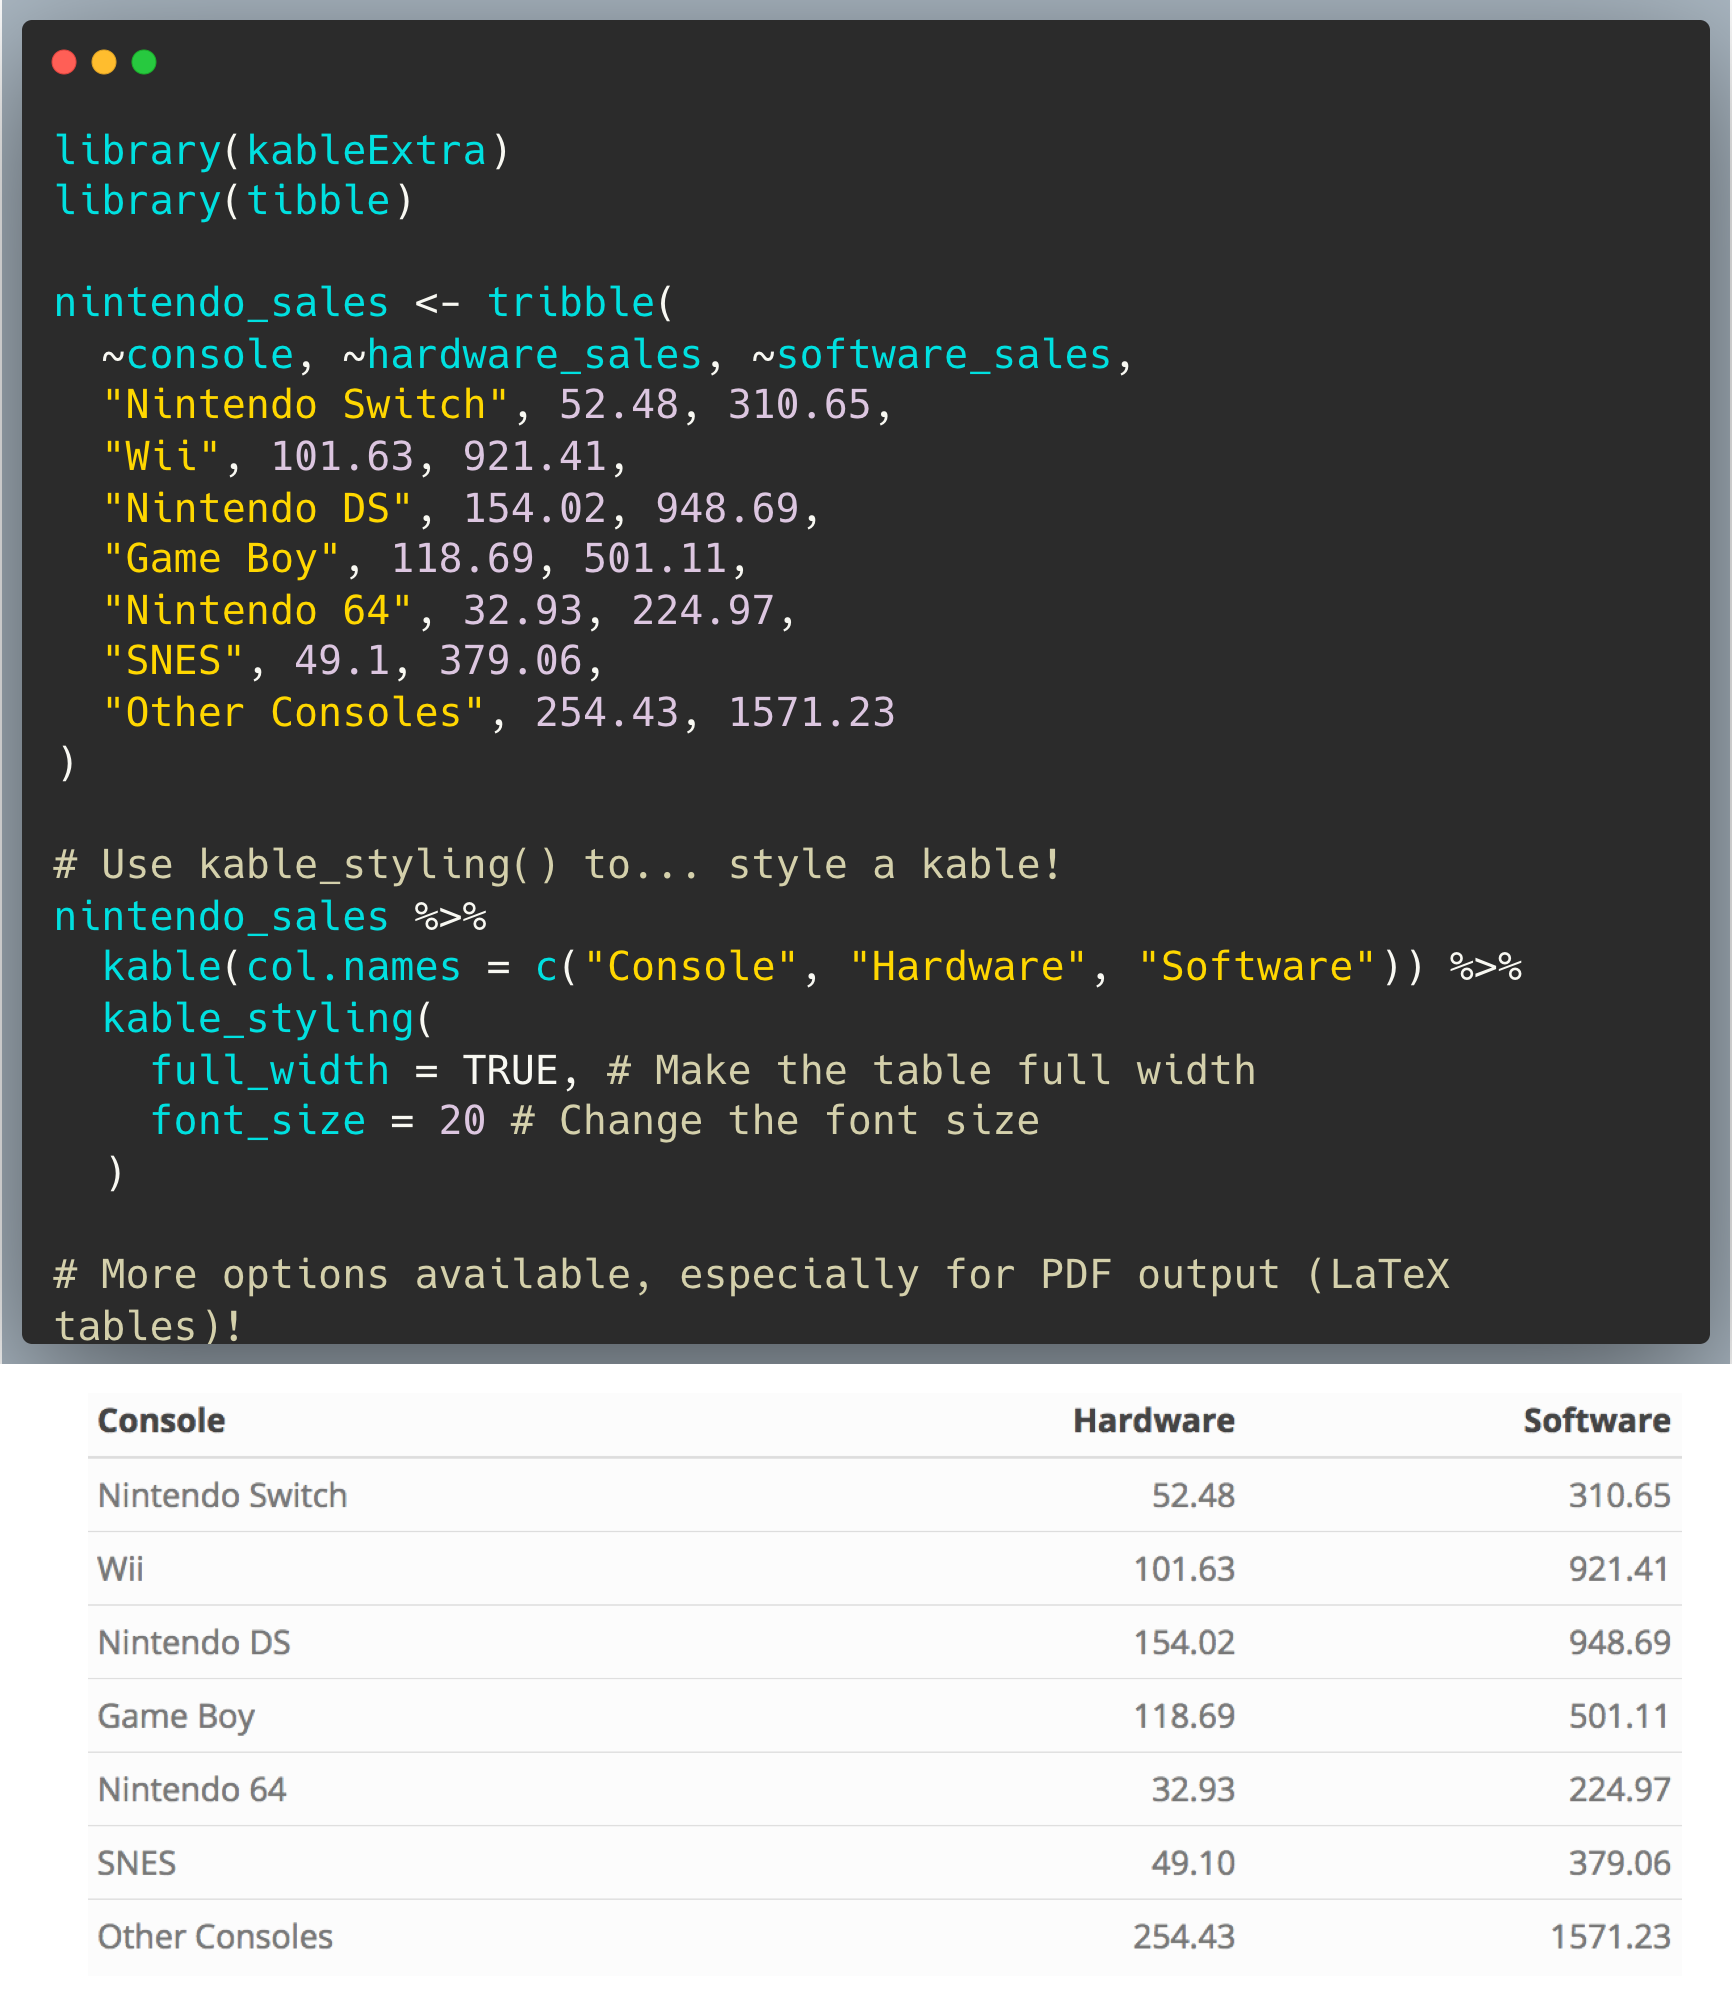 library(kableExtra)
library(tibble)
nintendo_sales <- tribble(
  ~console, ~hardware_sales, ~software_sales,
  "Nintendo Switch", 52.48, 310.65,
  "Wii", 101.63, 921.41,
  "Nintendo DS", 154.02, 948.69,
  "Game Boy", 118.69, 501.11,
  "Nintendo 64", 32.93, 224.97,
  "SNES", 49.1, 379.06,
  "Other Consoles", 254.43, 1571.23
)
# Use kable_styling() to... style a kable!
nintendo_sales %>%
  kable(col.names = c("Console", "Hardware", "Software")) %>%
  kable_styling(
    full_width = TRUE, # Make the table full width
    font_size = 20 # Change the font size
  )
# More options available, especially for PDF output (LaTeX
tables)!
Console Hardware Software
Nintendo Switch 52.48 310.65
Wii 101.63 921.41
Nintendo DS 154.02 948.69
Game Boy 118.69 501.11
Nintendo 64 32.93 224.97
SNES 49.10 379.06
Other Consoles 254.43 1571.23